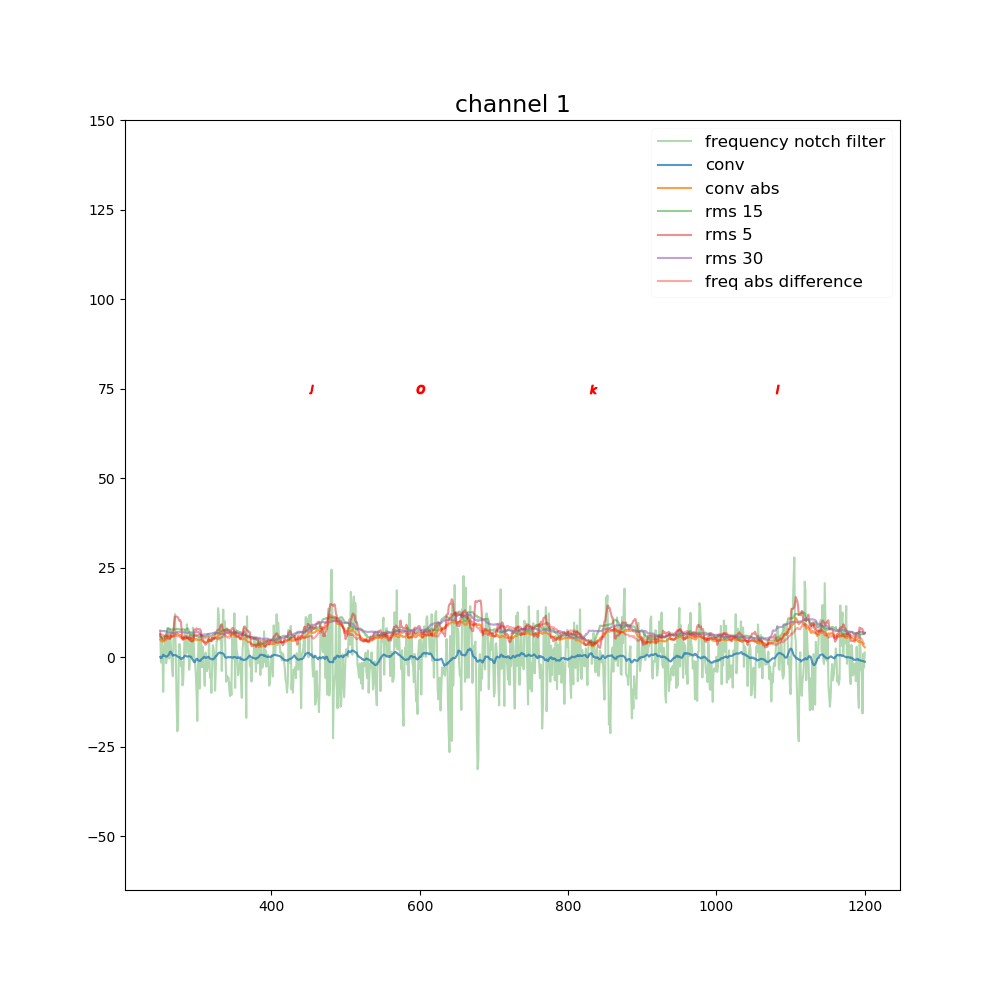 channel 1
150
125
100
75
50
25
0
−25
−50
frequency notch filter
conv
conv abs
rms 15
rms 5
rms 30
freq abs difference
J O K I
400 600 800 1000 1200